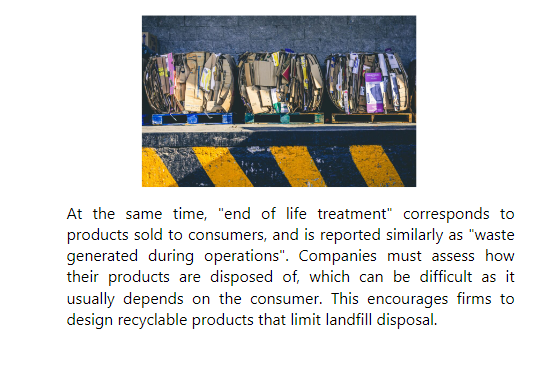 At the same time, "end of life treatment" corresponds to
products sold to consumers, and is reported similarly as "waste
generated during operations". Companies must assess how
their products are disposed of, which can be difficult as it
usually depends on the consumer. This encourages firms to
design recyclable products that limit landfill disposal.